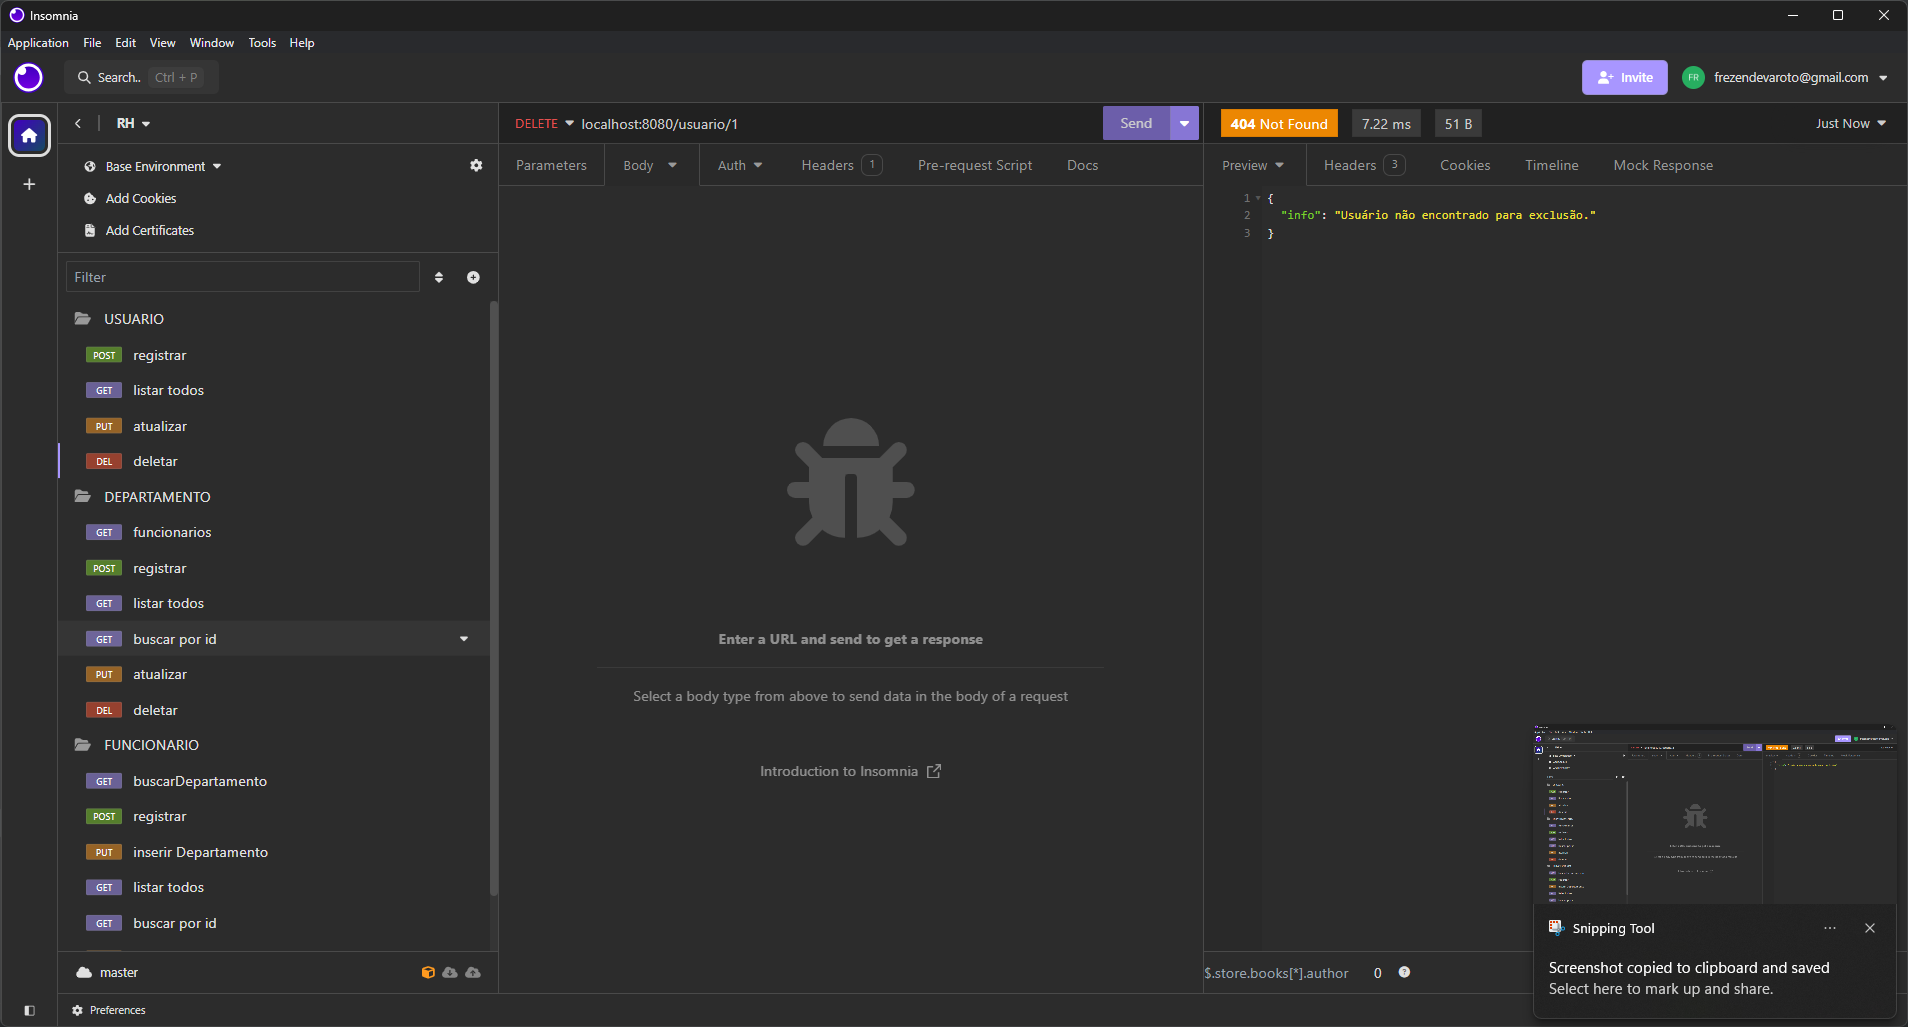 Insomnia
Application File Edit View Window Tools Help
Search.. Ctrl + P
Invite
FR frezendevaroto@gmail.com
RH
DELETE localhost:8080/usuario/1
Send
404 Not Found 7.22 ms 51 B
Just Now
Base Environment
Add Cookies
Add Certificates
Parameters Body Auth Headers 1 Pre-request Script Docs
Preview Headers 3 Cookies Timeline Mock Response
1 {
2 "info": "Usuário não encontrado para exclusão."
3 }
Filter
USUARIO
POST registrar
GET listar todos
PUT atualizar
DEL deletar
DEPARTAMENTO
GET funcionarios
POST registrar
GET listar todos
GET buscar por id
PUT atualizar
DEL deletar
FUNCIONARIO
GET buscarDepartamento
POST registrar
PUT inserir Departamento
GET listar todos
GET buscar por id
Enter a URL and send to get a response
Select a body type from above to send data in the body of a request
Introduction to Insomnia
master
$.store.books[*].author 0
Preferences
Snipping Tool
Screenshot copied to clipboard and saved
Select here to mark up and share.